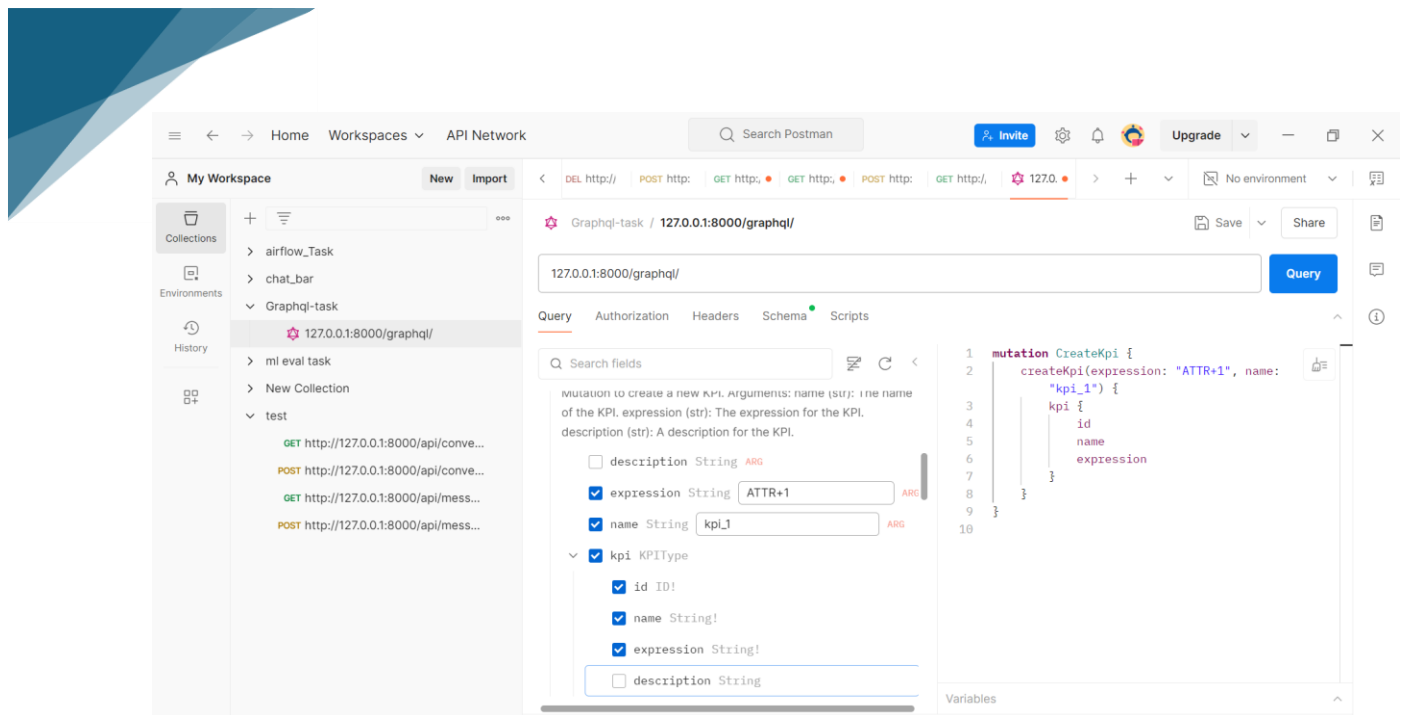 Home Workspaces API Network Search Postman Invite Upgrade
My Workspace New Import DEL http:// POST http: GET http:, GET http:, POST http: GET http:/, 127.0. No environment
Collections
Environments
History
airflow_Task
chat_bar
Graphql-task
127.0.0.1:8000/graphql/
ml eval task
New Collection
test
GET http://127.0.0.1:8000/api/conve...
POST http://127.0.0.1:8000/api/conve...
GET http://127.0.0.1:8000/api/mess...
POST http://127.0.0.1:8000/api/mess...
Graphql-task / 127.0.0.1:8000/graphql/ Save Share
127.0.0.1:8000/graphql/ Query
Query Authorization Headers Schema Scripts
Search fields
Mutation to create a new KPI. Arguments: name (str): The name
of the KPI. expression (str): The expression for the KPI.
description (str): A description for the KPI.
description String ARG
expression String ATTR+1 ARG
name String kpi_1 ARG
kpi KPIType
id ID!
name String!
expression String!
description String
1 mutation CreateKpi {
2 createKpi(expression: "ATTR+1", name:
"kpi_1") {
3 kpi {
4 id
5 name
6 expression
7 }
8 }
9 }
10
Variables